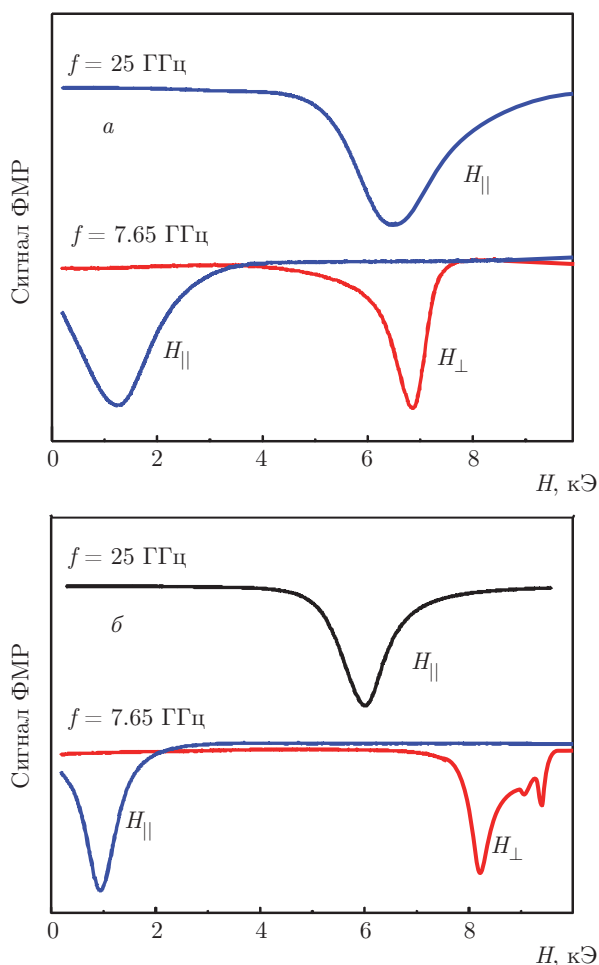 f = 25 ГГц
а
H||
Сигнал ФМР
f = 7.65 ГГц
H||
H⊥
0 2 4 6 8
H, кЭ
f = 25 ГГц
б
H||
Сигнал ФМР
f = 7.65 ГГц
H||
H⊥
0 2 4 6 8
H, кЭ